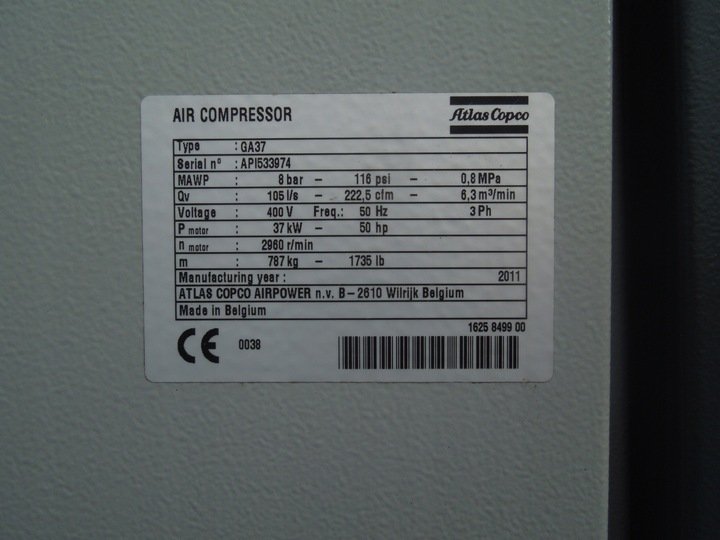 AIR COMPRESSOR
Atlas Copco
Type : GA37
Serial n° : API533974
MAWP : 8 bar – 116 psi – 0.8 MPa
Qv : 105 l/s – 222,5 cfm – 6,3 m³/min
Voltage : 400 V Freq.: 50 Hz 3 Ph
P motor : 37 kW – 50 hp
n motor : 2960 r/min
m : 787 kg – 1735 lb
Manufacturing year : 2011
ATLAS COPCO AIRPOWER n.v. B – 2610 Wilrijk Belgium
Made in Belgium
1625 8499 00
CE 0038